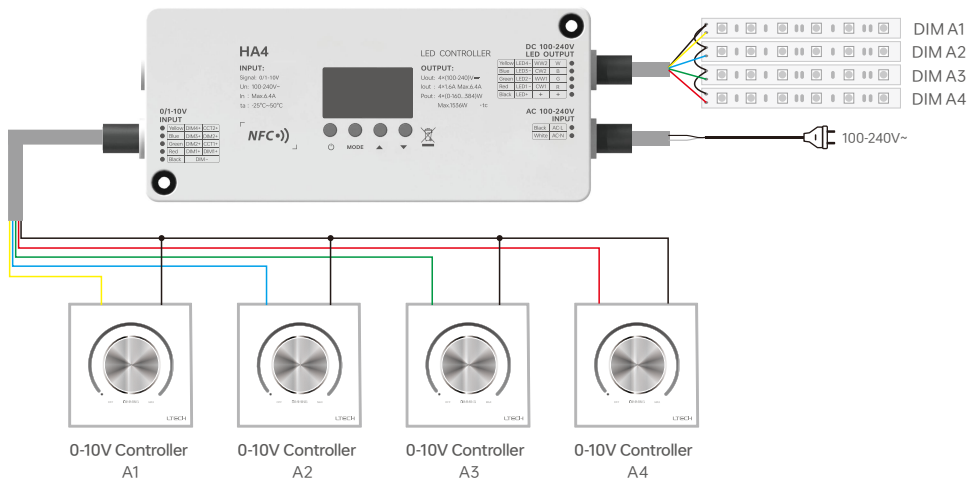 HA4
INPUT:
Signal: 0/1-10V
Un: 100-240V~
In : Max.6.4A
ta : -25°C~50°C
LED CONTROLLER
OUTPUT:
Uout: 4×(100-240)V
Iout : 4×1.6A Max.6.4A
Pout : 4×(0-160...384)W
Max.1536W -tc
DC 100-240V
LED OUTPUT
Yellow LED4- WW2 W
Blue LED3- CW2 B
Green LED2- WW1 G
Red LED1- CW1 R
Black LED+ + +
AC 100-240V
INPUT
Black AC-L
White AC-N
0/1-10V
INPUT
Yellow DIM4+ CCT2+
Blue DIM3+ DIM2+
Green DIM2+ CCT1+
Red DIM1+ DIM1+
Black DIM-
NFC
MODE
DIM A1
DIM A2
DIM A3
DIM A4
100-240V~
LTECH
LTECH
LTECH
LTECH
0-10V Controller
A1
0-10V Controller
A2
0-10V Controller
A3
0-10V Controller
A4